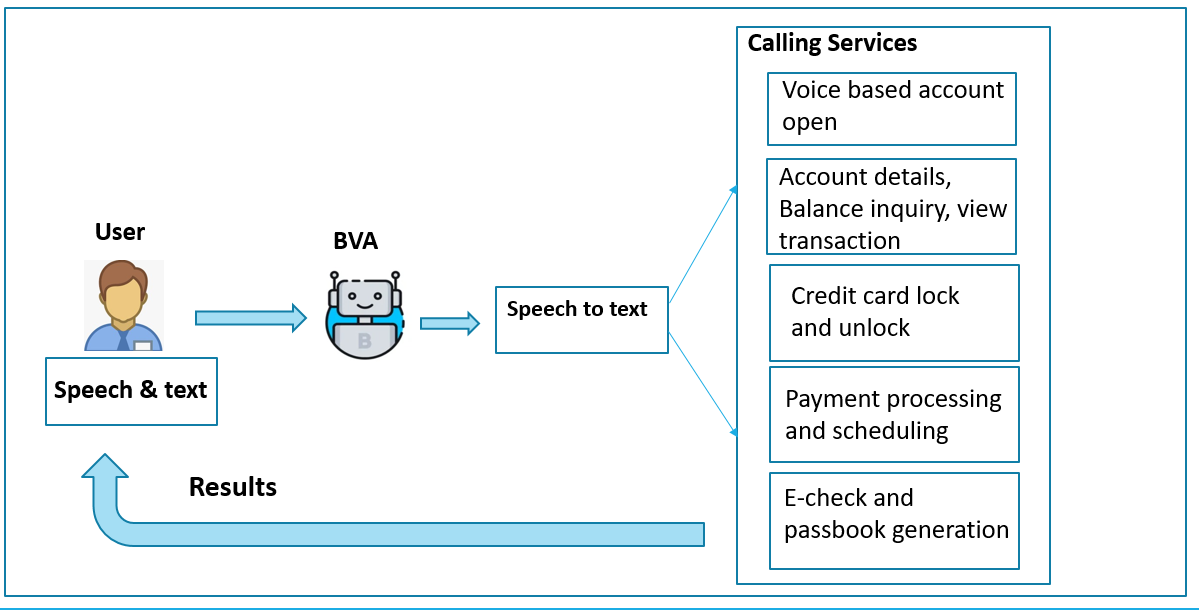 Calling Services
Voice based account
open
Account details,
Balance inquiry, view
transaction
User
BVA
Credit card lock
and unlock
Speech to text
B
Speech & text
Payment processing
and scheduling
Results
E-check and
passbook generation